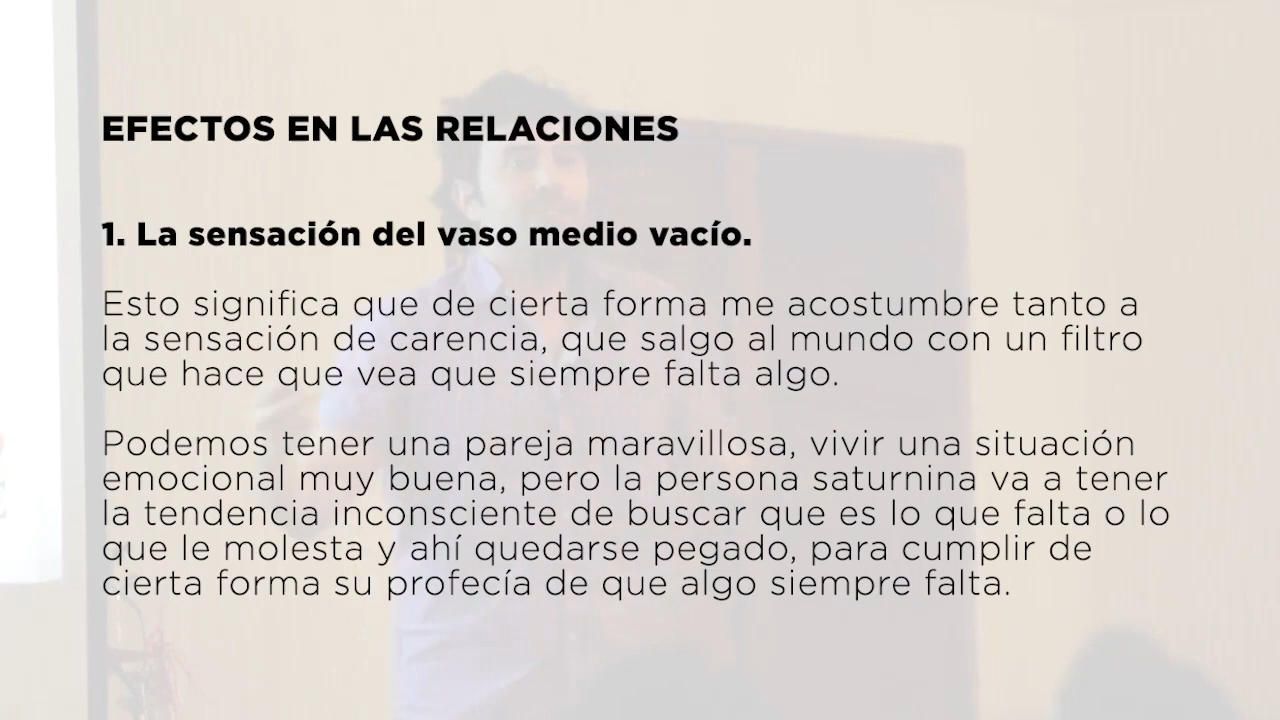 EFECTOS EN LAS RELACIONES
1. La sensación del vaso medio vacío.
Esto significa que de cierta forma me acostumbre tanto a
la sensación de carencia, que salgo al mundo con un filtro
que hace que vea que siempre falta algo.
Podemos tener una pareja maravillosa, vivir una situación
emocional muy buena, pero la persona saturnina va a tener
la tendencia inconsciente de buscar que es lo que falta o lo
que le molesta y ahí quedarse pegado, para cumplir de
cierta forma su profecía de que algo siempre falta.